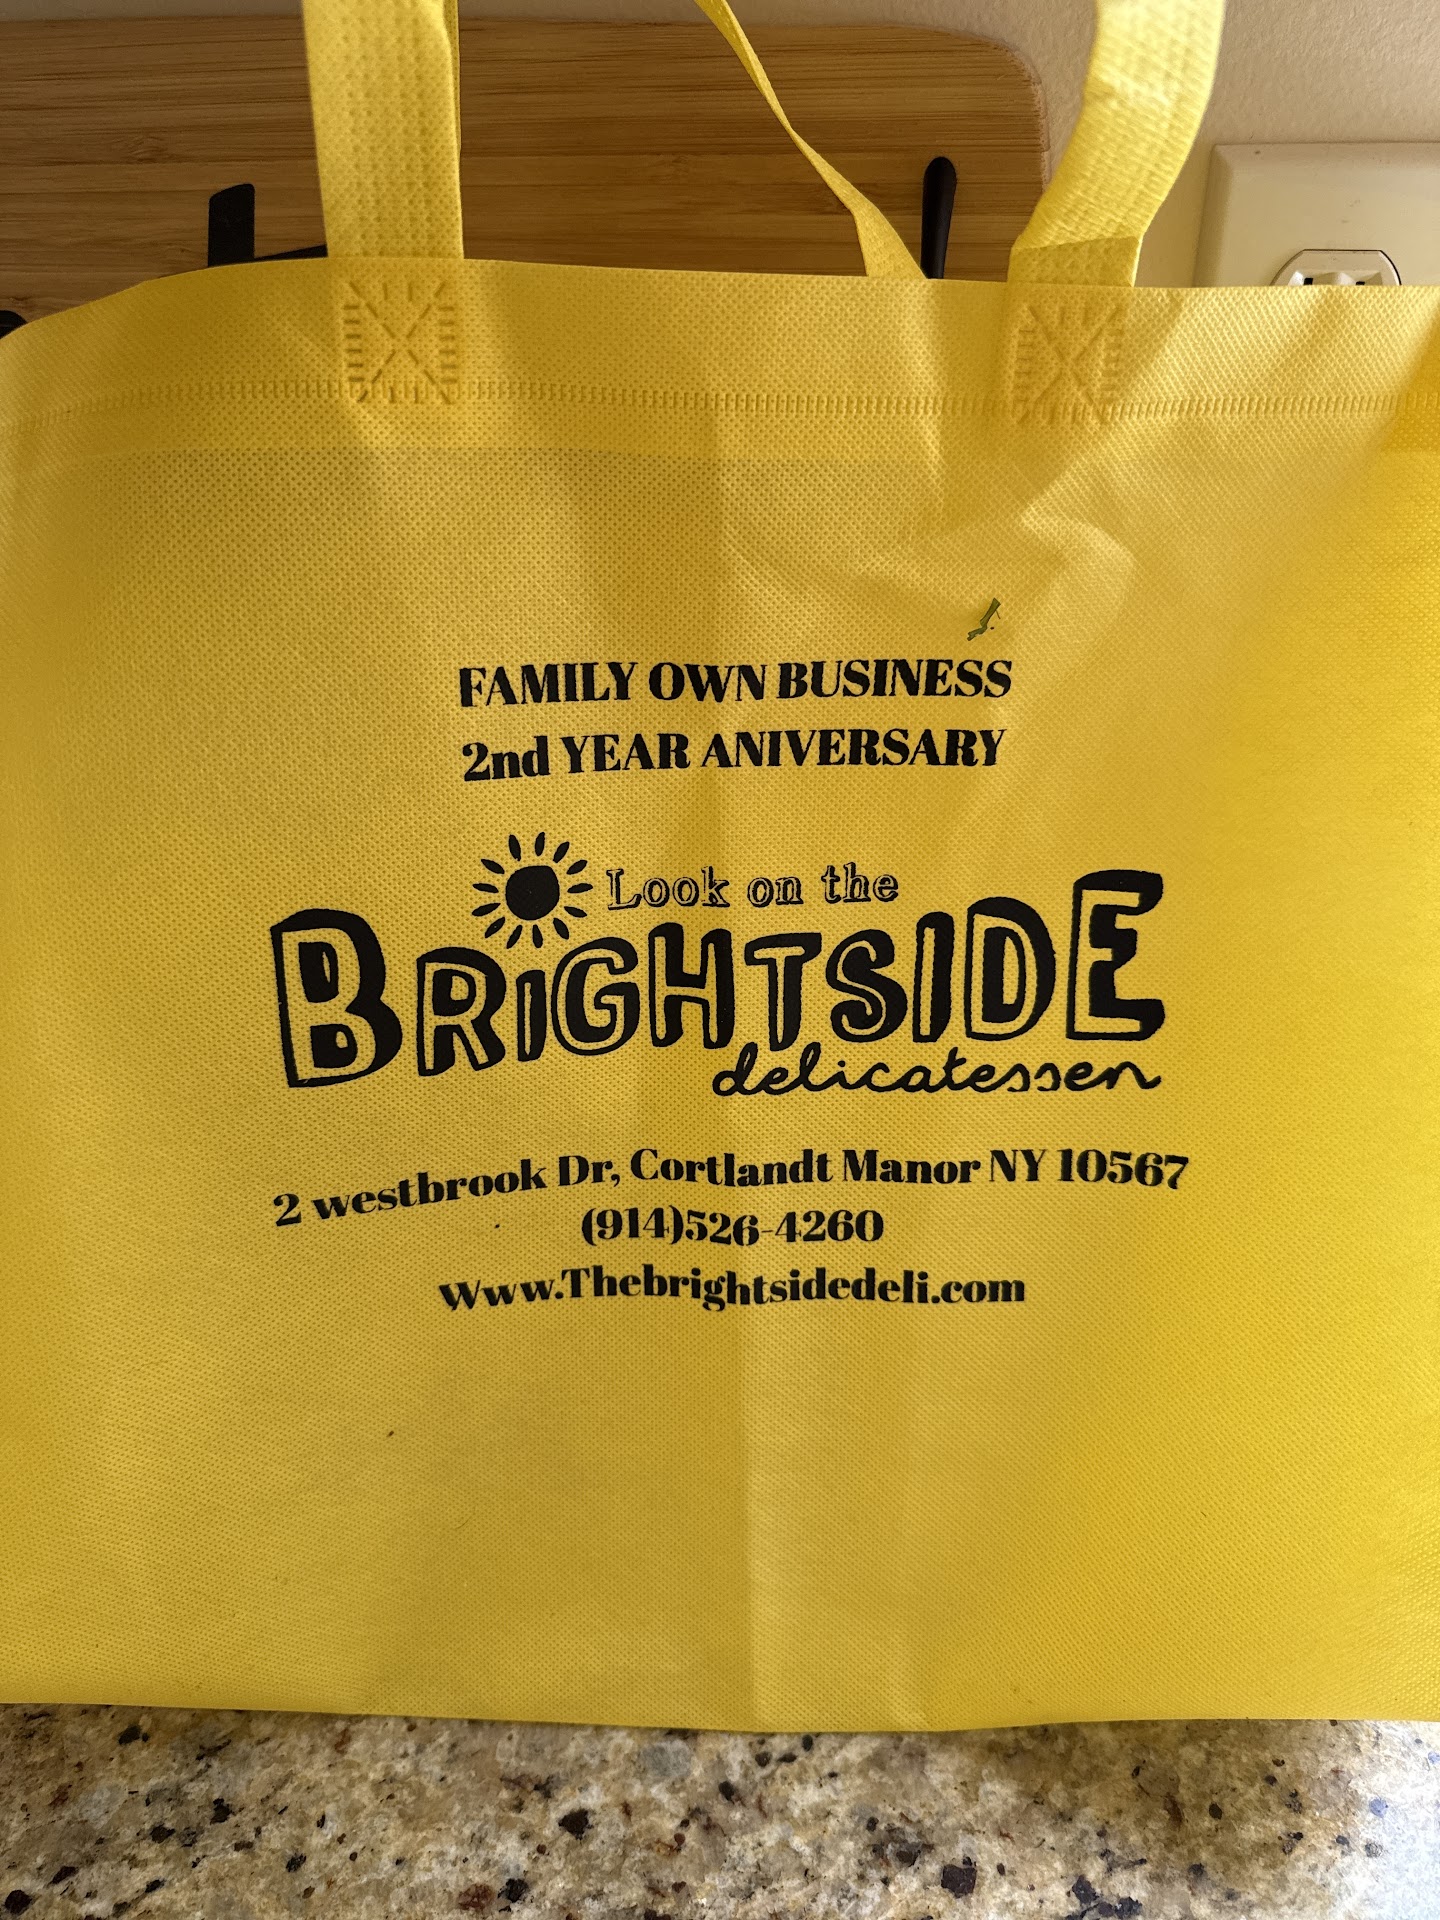 FAMILY OWN BUSINESS
2nd YEAR ANIVERSARY
Look on the
BRiGHTSIDE
delicatessen
2 westbrook Dr, Cortlandt Manor NY 10567
(914)526-4260
Www.Thebrightsidedeli.com